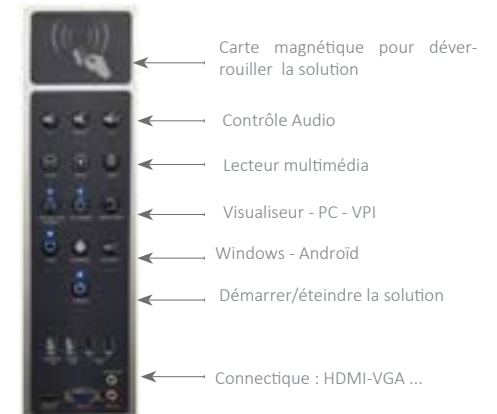 Carte magnétique pour déver-
rouiller la solution
Contrôle Audio
Lecteur multimédia
Visualiseur - PC - VPI
Windows - Androïd
Démarrer/éteindre la solution
Connectique : HDMI-VGA ...